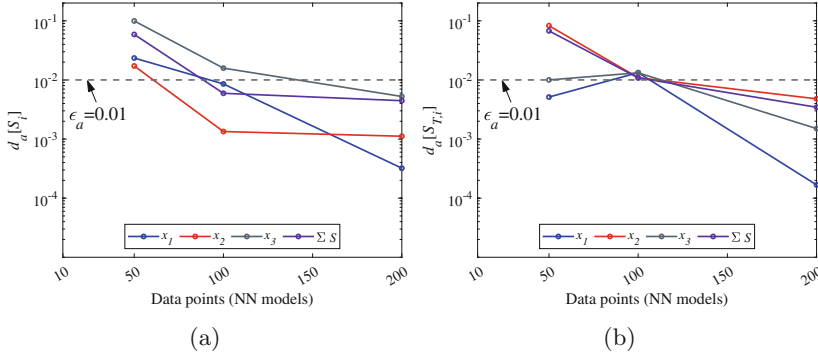 10⁻¹
10⁻²
10⁻³
10⁻⁴
d_a[S_i]
ϵ_a=0.01
x_1 x_2 x_3 Σ S
10 50 100 150 200
Data points (NN models)
(a)
10⁻¹
10⁻²
10⁻³
10⁻⁴
d_a[S_{T,i}]
ϵ_a=0.01
x_1 x_2 x_3 Σ S
10 50 100 150 200
Data points (NN models)
(b)